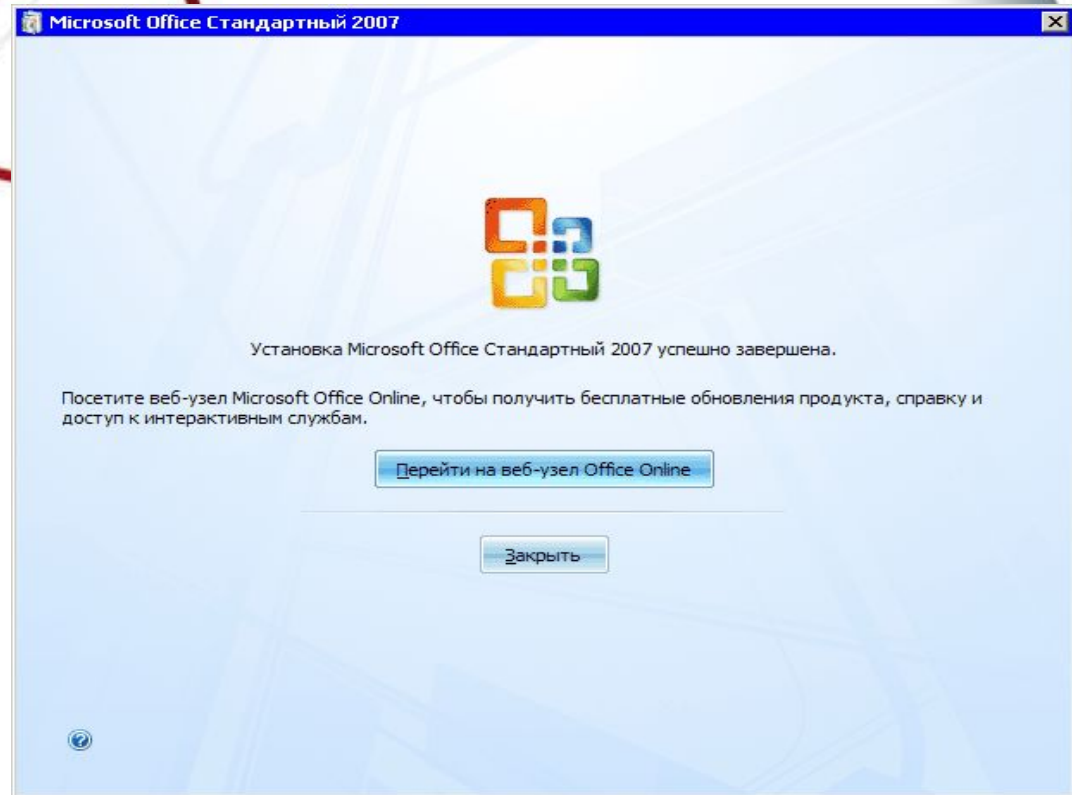 Microsoft Office Стандартный 2007
Установка Microsoft Office Стандартный 2007 успешно завершена.
Посетите веб-узел Microsoft Office Online, чтобы получить бесплатные обновления продукта, справку и
доступ к интерактивным службам.
Перейти на веб-узел Office Online
Закрыть